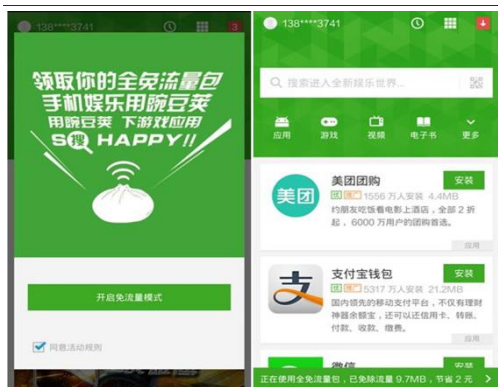 138****3741
3
领取你的全免流量包
手机娱乐用豌豆荚
用豌豆荚 下游戏应用
SO搜 HAPPY!!
开启免流量模式
同意活动规则
138****3741
搜索进入全新娱乐世界...
应用 游戏 视频 电子书 更多
美团
美团团购
1556 万人安装 4.4MB
安装
约朋友吃饭看电影上酒店，全部 2 折
起，6000 万用户的团购首选。
应用
支
支付宝钱包
5317 万人安装 21.2MB
安装
国内领先的移动支付平台，不仅有理财
神器余额宝，还可以还信用卡、转账、
付款、收款、缴费。
应用
微信
安装
正在使用全免流量包，已免除流量 9.7MB，节省 2 元